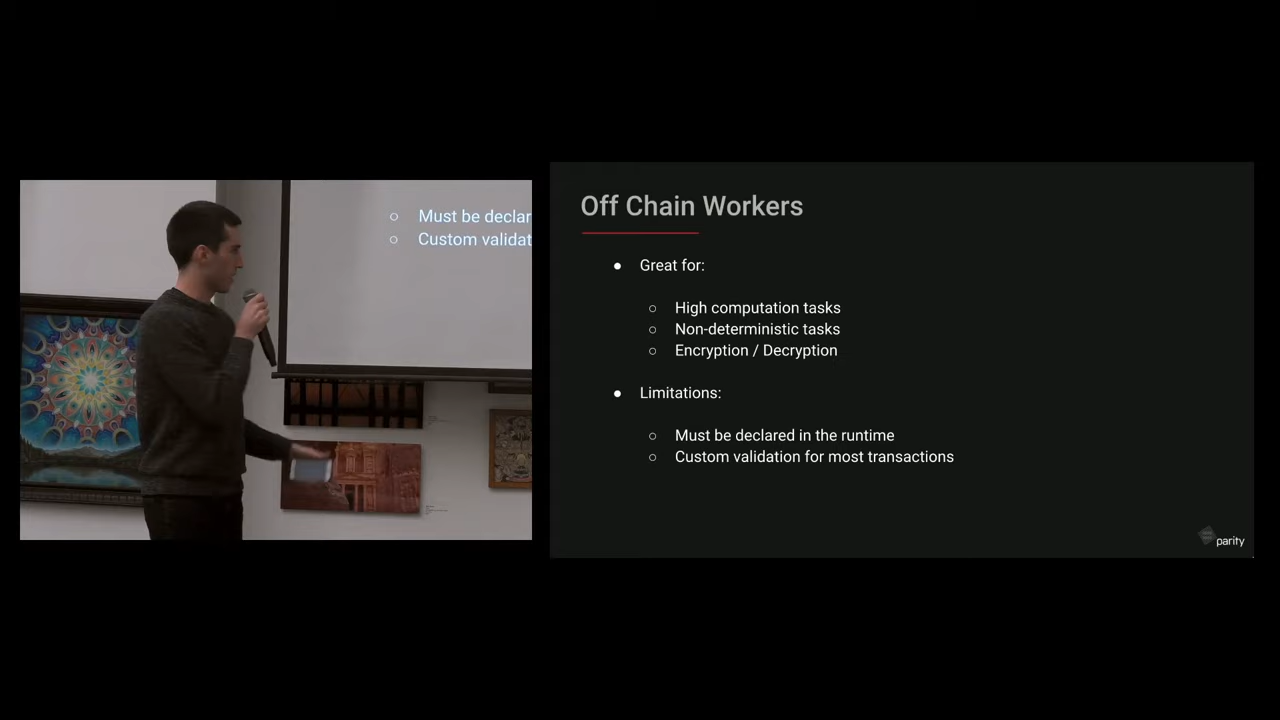 ○ Must be declar
○ Custom validat
Off Chain Workers
● Great for:
○ High computation tasks
○ Non-deterministic tasks
○ Encryption / Decryption
● Limitations:
○ Must be declared in the runtime
○ Custom validation for most transactions
parity